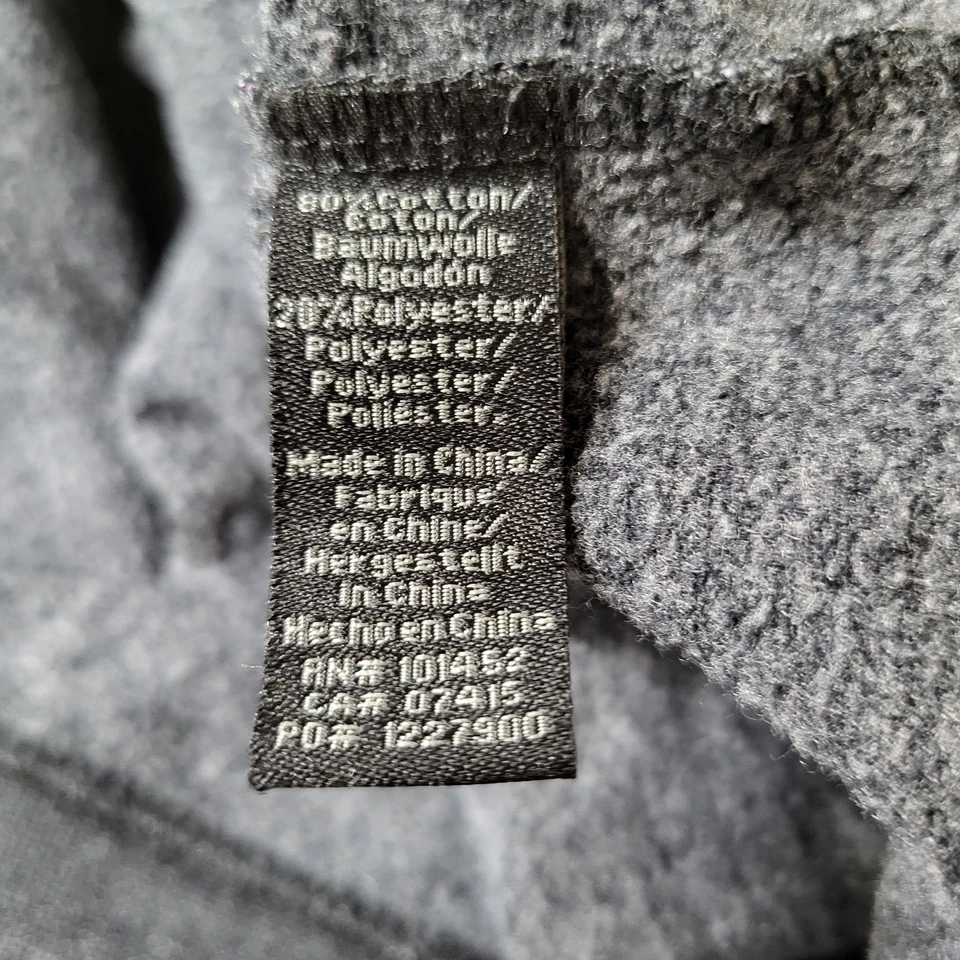 80% Cotton/
Coton/
Baumwolle
Algodón
20% Polyester/
Polyester/
Polyester/
Poliéster.
Made in China/
Fabrique
en Chine/
Hergestellt
in China
Hecho en China
RN# 101452
CA# 07415
PO# 1227900